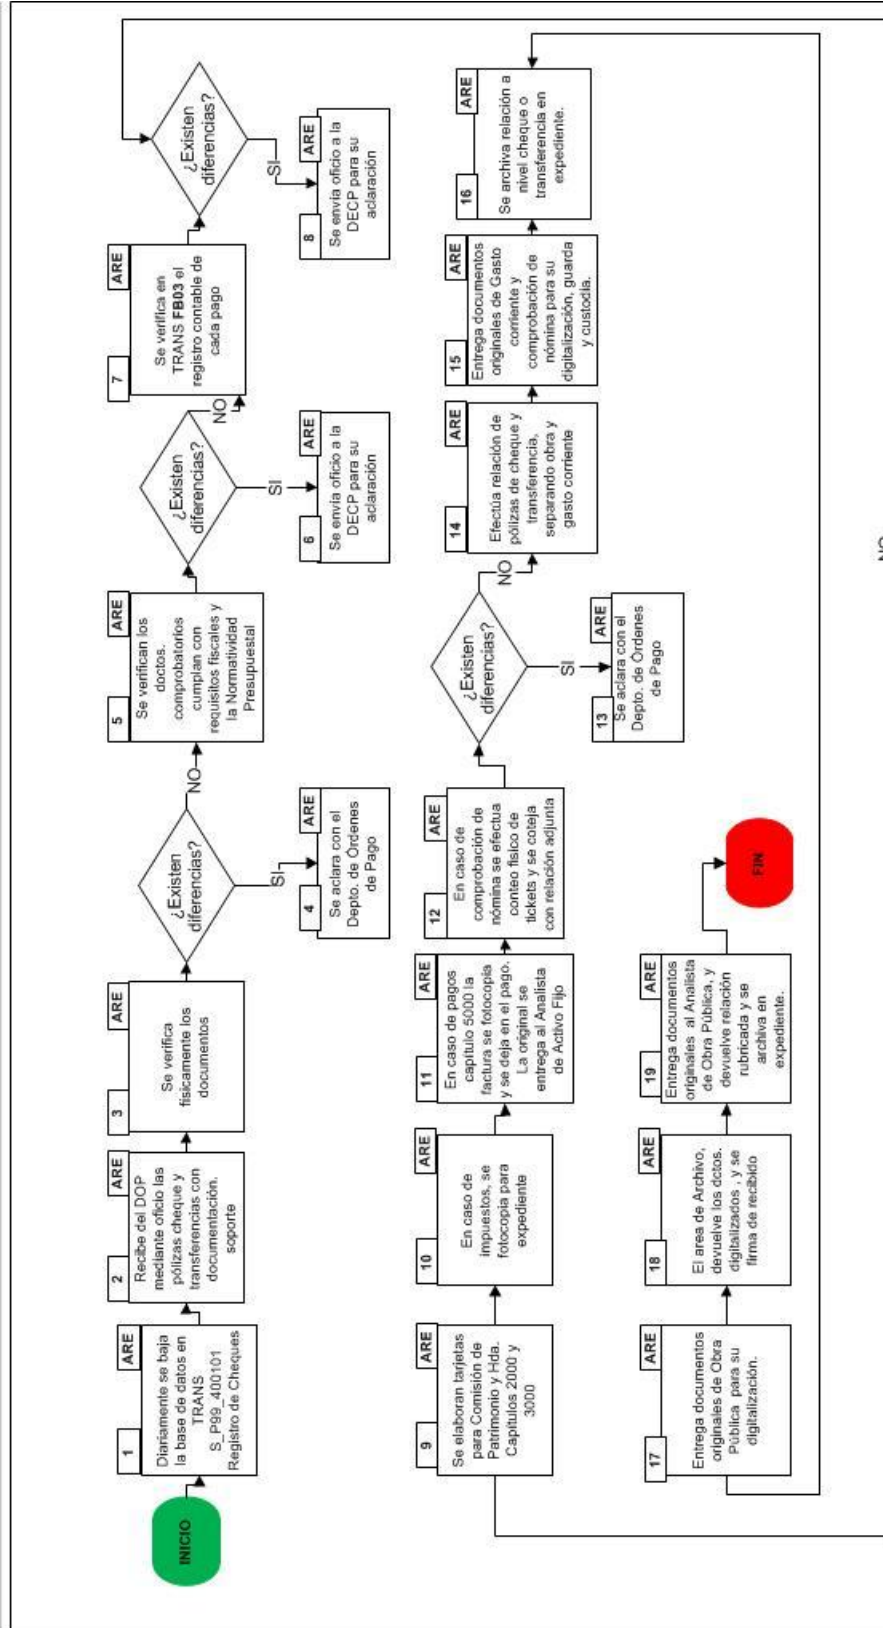 INICIO
1
ARE
Diariamente se baja
la base de datos en
TRANS
S_P99_400101
Registro de Cheques
2
ARE
Recibe del DOP
mediante oficio las
pólizas cheque y
transferencias con
documentación.
soporte
3
ARE
Se verifica
físicamente los
documentos
¿Existen
diferencias?
SI
4
ARE
Se aclara con el
Depto. de Órdenes
de Pago
NO
5
ARE
Se verifican los
doctos.
comprobatorios
cumplan con
requisitos fiscales y
la Normatividad
Presupuestal
¿Existen
diferencias?
SI
6
ARE
Se envía oficio a la
DECP para su
aclaración
NO
7
ARE
Se verifica en
TRANS FB03 el
registro contable de
cada pago
¿Existen
diferencias?
SI
8
ARE
Se envía oficio a la
DECP para su
aclaración
NO
9
ARE
Se elaboran tarjetas
para Comisión de
Patrimonio y Hda.
Capítulos 2000 y
3000
10
ARE
En caso de
impuestos, se
fotocopia para
expediente
11
ARE
En caso de pagos
capítulo 5000 la
factura se fotocopia
y se deja en el pago.
La original se
entrega al Analista
de Activo Fijo
12
ARE
En caso de
comprobación de
nómina se efectua
conteo físico de
tickets y se coteja
con relación adjunta
¿Existen
diferencias?
SI
13
ARE
Se aclara con el
Depto. de Órdenes
de Pago
NO
14
ARE
Efectúa relación de
pólizas de cheque y
transferencia,
separando obra y
gasto corriente
15
ARE
Entrega documentos
originales de Gasto
corriente y
comprobación de
nómina para su
digitalización, guarda
y custodia.
16
ARE
Se archiva relación a
nivel cheque o
transferencia en
expediente.
17
ARE
Entrega documentos
originales de Obra
Pública para su
digitalización.
18
ARE
El area de Archivo,
devuelve los dctos.
digitalizados , y se
firma de recibido
19
ARE
Entrega documentos
originales al Analista
de Obra Pública, y
devuelve relación
rubricada y se
archiva en
expediente.
FIN